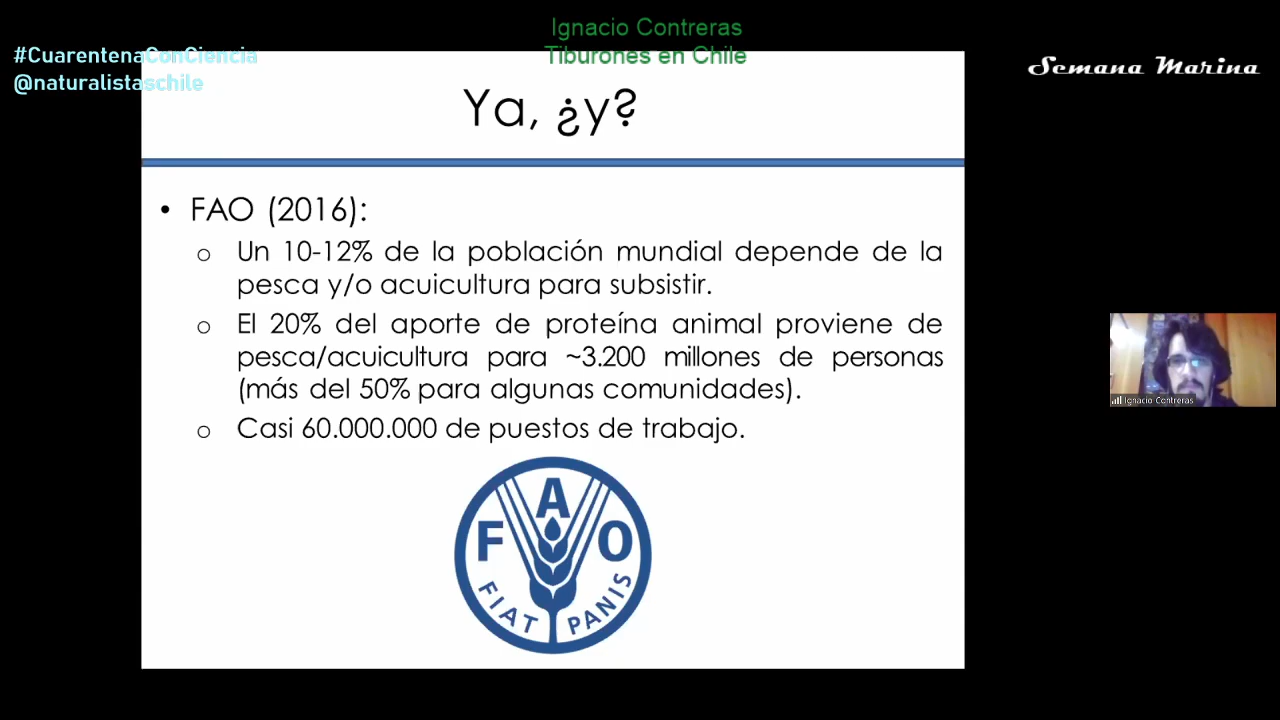 Ignacio Contreras
Tiburones en Chile
#CuarentenaConCiencia
@naturalistaschile
Semana Marina
Ya, ¿y?
• FAO (2016):
o Un 10-12% de la población mundial depende de la
pesca y/o acuicultura para subsistir.
o El 20% del aporte de proteína animal proviene de
pesca/acuicultura para ~3.200 millones de personas
(más del 50% para algunas comunidades).
o Casi 60.000.000 de puestos de trabajo.
F A O
FIAT PANIS
Ignacio Contreras